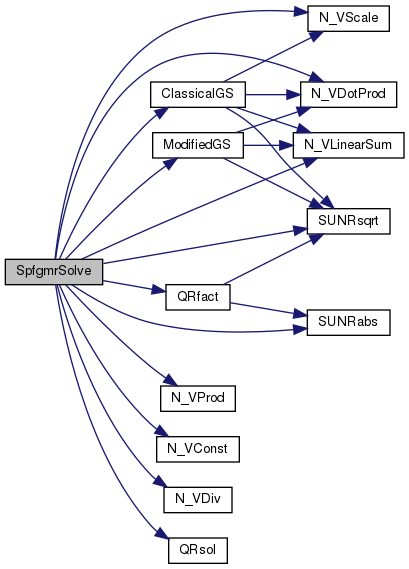 N_VScale
ClassicalGS
N_VDotProd
ModifiedGS
N_VLinearSum
SUNRsqrt
SpfgmrSolve
QRfact
SUNRabs
N_VProd
N_VConst
N_VDiv
QRsol